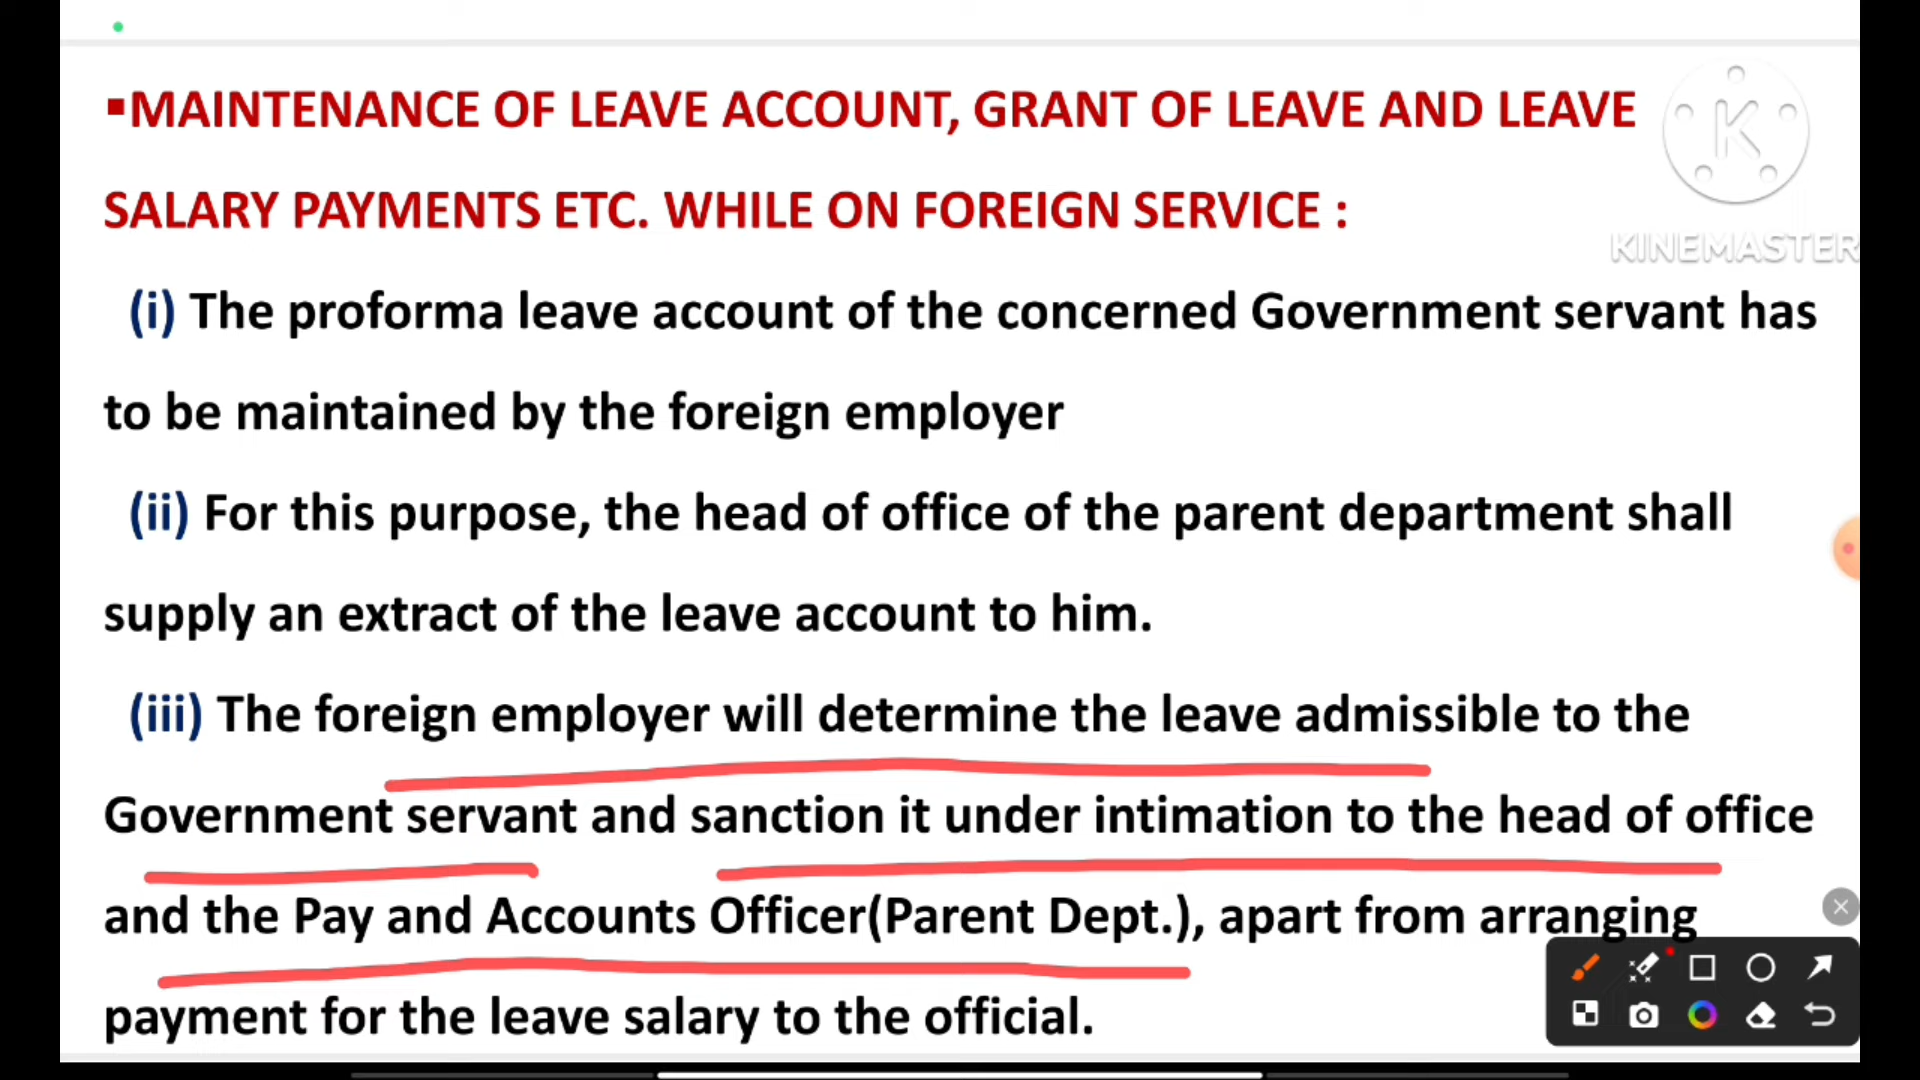 ▪MAINTENANCE OF LEAVE ACCOUNT, GRANT OF LEAVE AND LEAVE
SALARY PAYMENTS ETC. WHILE ON FOREIGN SERVICE :
K
KINEMASTER
(i) The proforma leave account of the concerned Government servant has
to be maintained by the foreign employer
(ii) For this purpose, the head of office of the parent department shall
supply an extract of the leave account to him.
(iii) The foreign employer will determine the leave admissible to the
Government servant and sanction it under intimation to the head of office
and the Pay and Accounts Officer(Parent Dept.), apart from arranging
payment for the leave salary to the official.